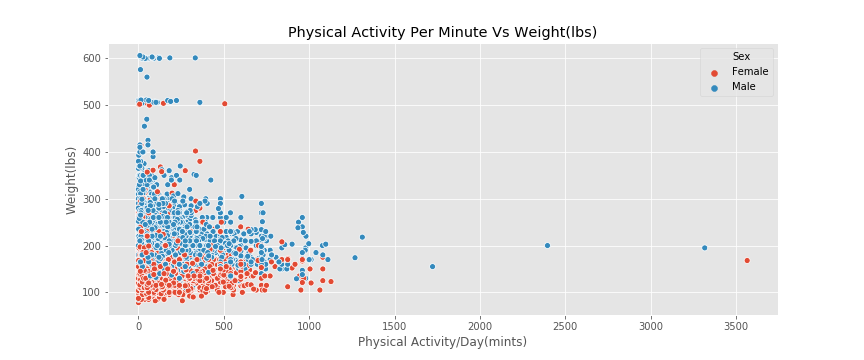 Physical Activity Per Minute Vs Weight(lbs)
Sex
Female
Male
600
500
400
300
200
100
Weight(lbs)
0
500
1000
1500
2000
2500
3000
3500
Physical Activity/Day(mints)